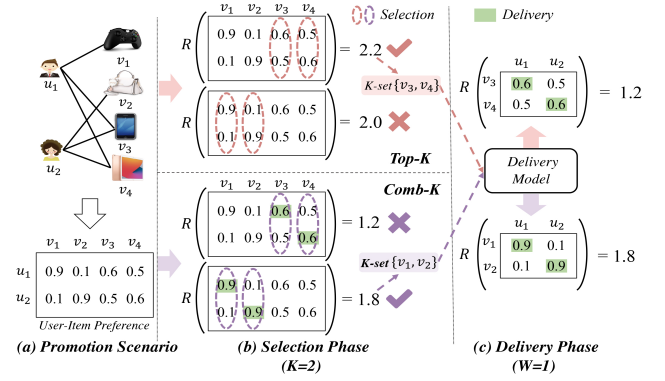 u₁
v₁
v₂
u₂
v₃
v₄
v₁ v₂ v₃ v₄
u₁ 0.9 0.1 0.6 0.5
u₂ 0.1 0.9 0.5 0.6
User-Item Preference
(a) Promotion Scenario
Selection
v₁ v₂ v₃ v₄
R ( 0.9 0.1 0.6 0.5
0.1 0.9 0.5 0.6 ) = 2.2
K-set{v₃, v₄}
R ( 0.9 0.1 0.6 0.5
0.1 0.9 0.5 0.6 ) = 2.0
Top-K
Comb-K
v₁ v₂ v₃ v₄
R ( 0.9 0.1 0.6 0.5
0.1 0.9 0.5 0.6 ) = 1.2
K-set{v₁, v₂}
R ( 0.9 0.1 0.6 0.5
0.1 0.9 0.5 0.6 ) = 1.8
(b) Selection Phase
(K=2)
Delivery
u₁ u₂
R ( v₃ 0.6 0.5
v₄ 0.5 0.6 ) = 1.2
Delivery
Model
u₁ u₂
R ( v₁ 0.9 0.1
v₂ 0.1 0.9 ) = 1.8
(c) Delivery Phase
(W=1)